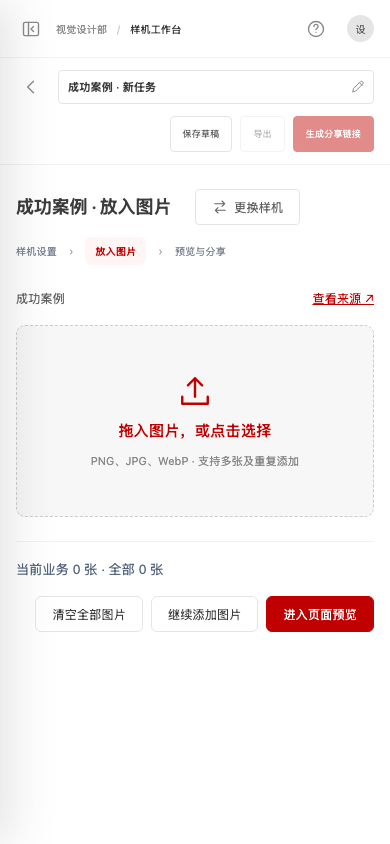 视觉设计部 / 样机工作台
设
成功案例 · 新任务
保存草稿
导出
生成分享链接
成功案例 · 放入图片
更换样机
样机设置 › 放入图片 › 预览与分享
成功案例
查看来源 ↗
拖入图片，或点击选择
PNG、JPG、WebP · 支持多张及重复添加
当前业务 0 张 · 全部 0 张
清空全部图片
继续添加图片
进入页面预览